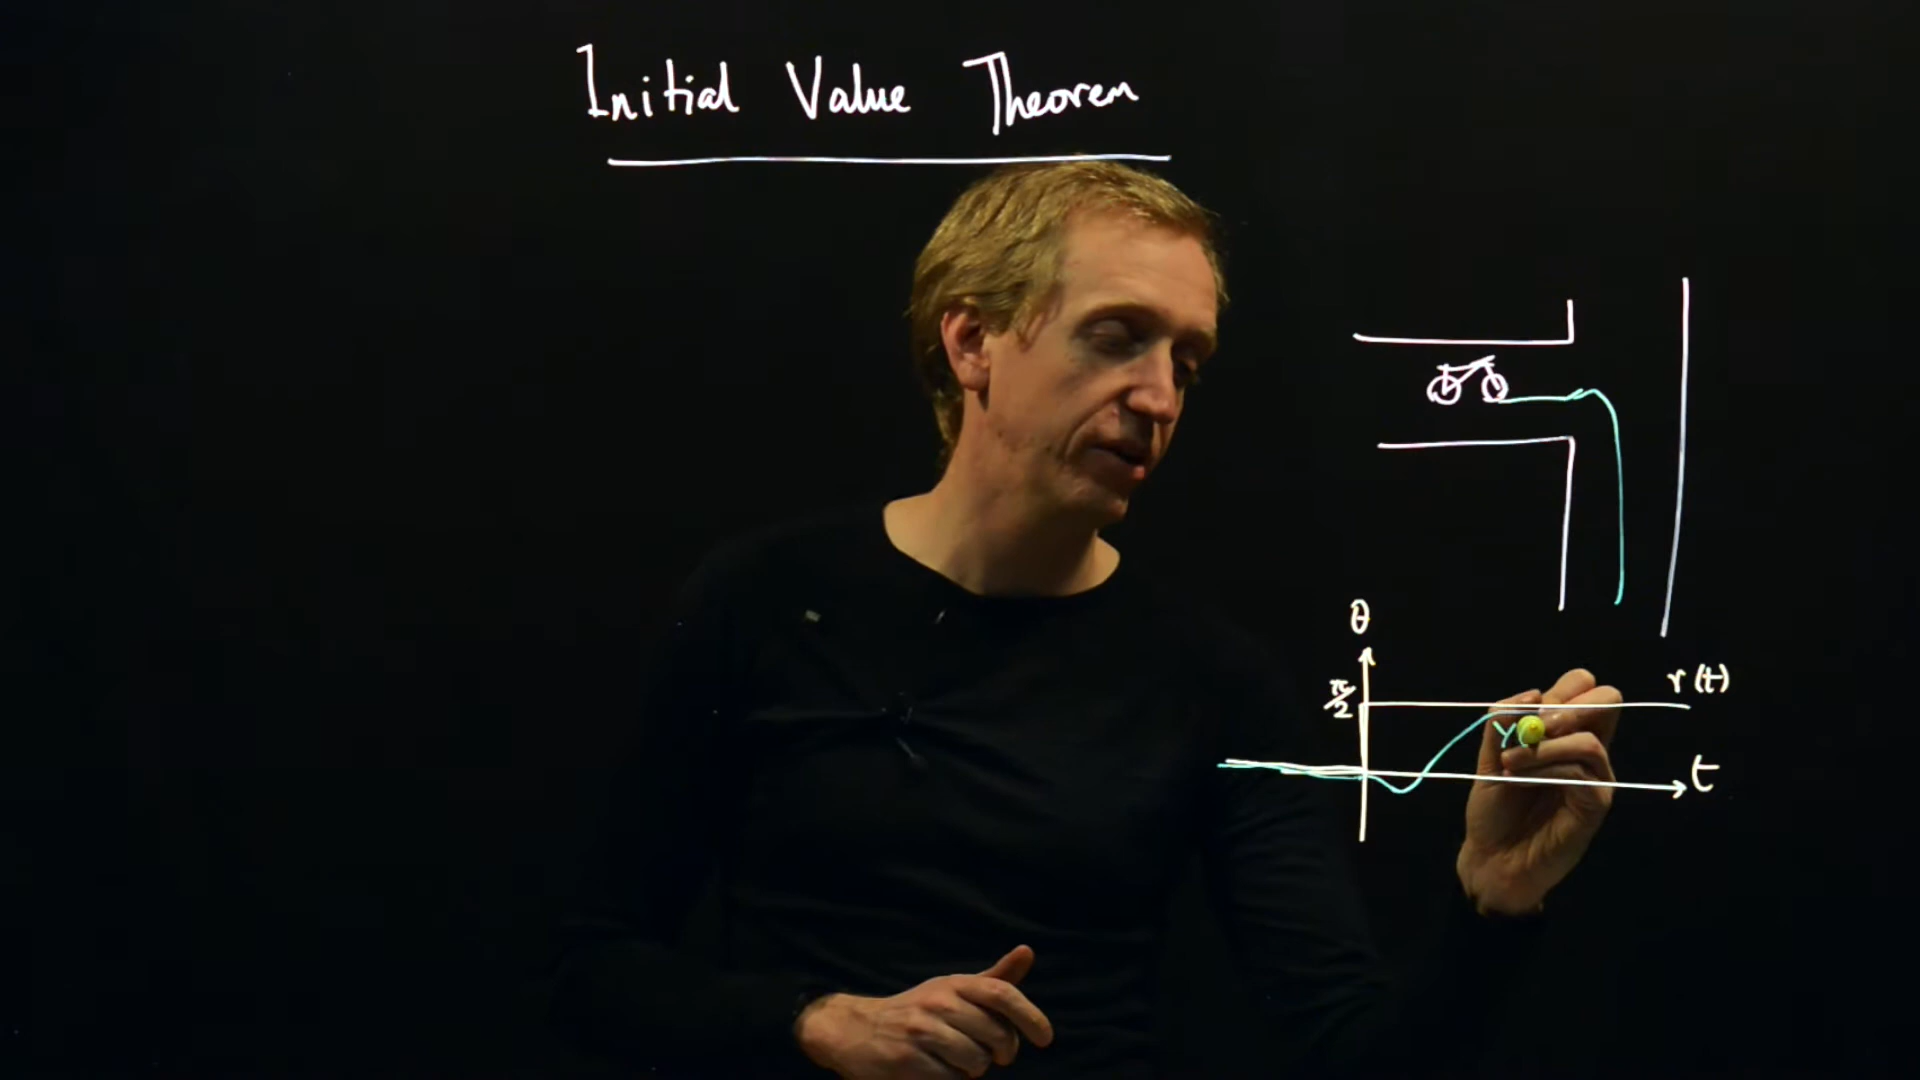 Initial Value Theorem
θ
π/2
r(t)
y(
t